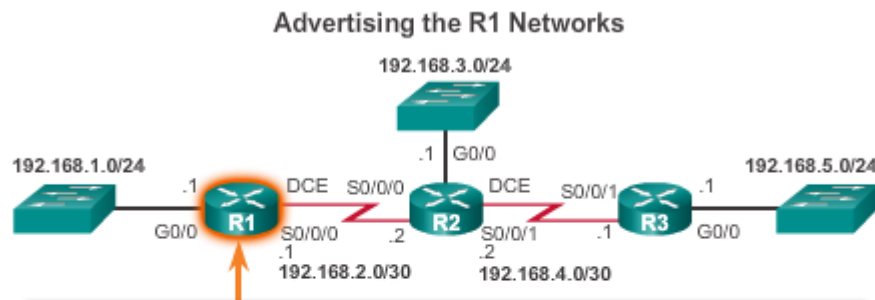 Advertising the R1 Networks
192.168.3.0/24
.1 G0/0
192.168.1.0/24
.1
G0/0
R1
DCE
S0/0/0
.1
S0/0/0
.2
192.168.2.0/30
R2
DCE
S0/0/1
.2
S0/0/1
.1
192.168.4.0/30
R3
.1
G0/0
192.168.5.0/24